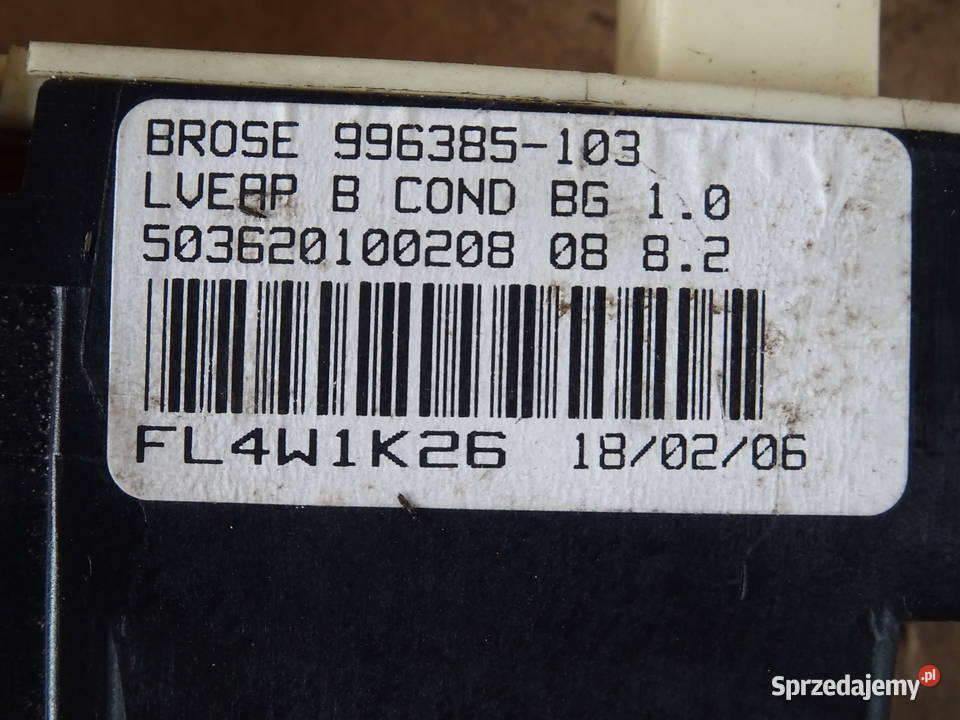 BROSE 996385-103
LVEAP B COND BG 1.0
503620100208 08 8.2
FL4W1K26 18/02/06
Sprzedajemy.pl